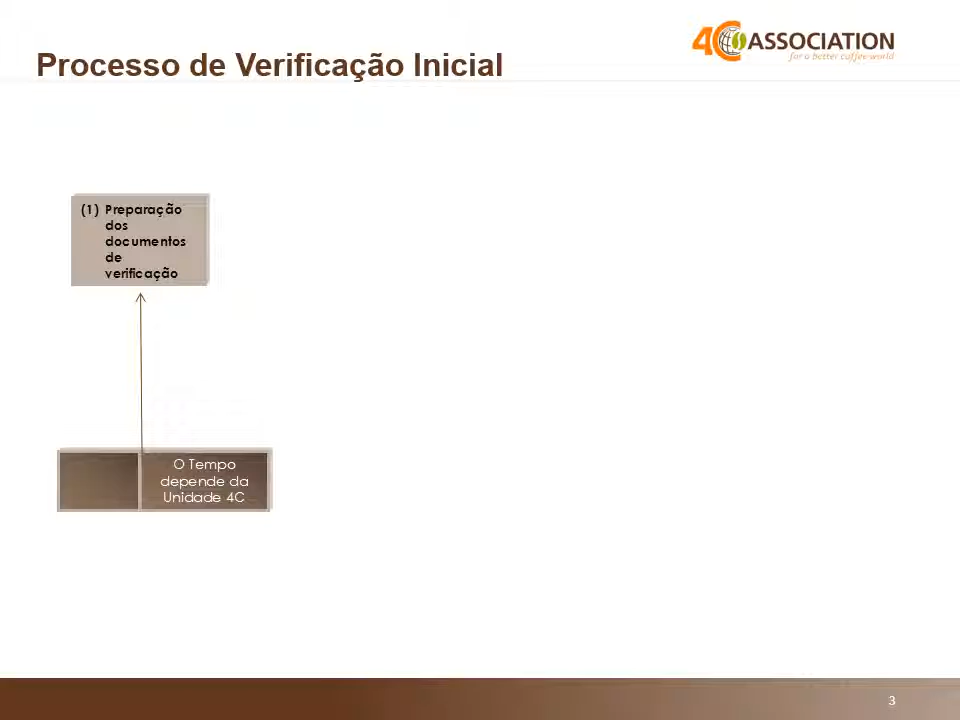 Processo de Verificação Inicial
4C ASSOCIATION
for a better coffee world
(1) Preparação
dos
documentos
de
verificação
O Tempo
depende da
Unidade 4C
3